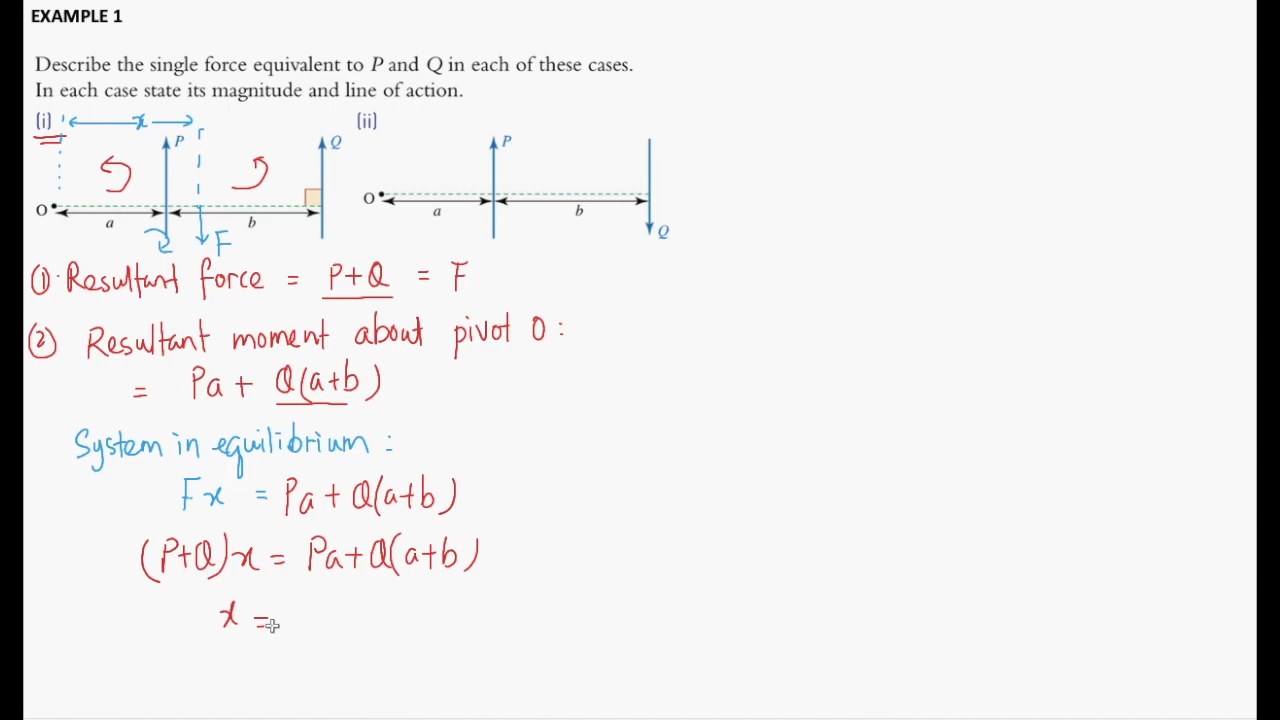 EXAMPLE 1
Describe the single force equivalent to P and Q in each of these cases.
In each case state its magnitude and line of action.
(i) x P Q
O a b
F
(ii) P
O a b
Q
① Resultant force = P+Q = F
② Resultant moment about pivot O :
= Pa + Q(a+b)
System in equilibrium :
Fx = Pa + Q(a+b)
(P+Q)x = Pa + Q(a+b)
x =